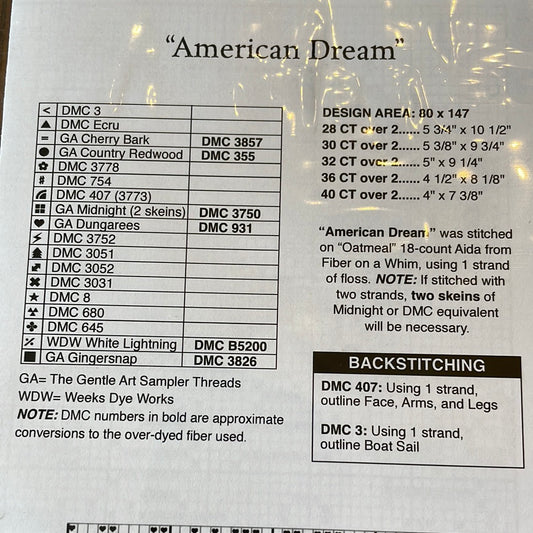 “American Dream”
< DMC 3
▲ DMC Ecru
= GA Cherry Bark DMC 3857
● GA Country Redwood DMC 355
✿ DMC 3778
# DMC 754
DMC 407 (3773)
GA Midnight (2 skeins) DMC 3750
♥ GA Dungarees DMC 931
DMC 3752
DMC 3051
DMC 3052
✖ DMC 3031
★ DMC 8
DMC 680
✤ DMC 645
WDW White Lightning DMC B5200
■ GA Gingersnap DMC 3826
GA= The Gentle Art Sampler Threads
WDW= Weeks Dye Works
NOTE: DMC numbers in bold are approximate
conversions to the over-dyed fiber used.
DESIGN AREA: 80 x 147
28 CT over 2...... 5 3/4" x 10 1/2"
30 CT over 2...... 5 3/8" x 9 3/4"
32 CT over 2...... 5" x 9 1/4"
36 CT over 2...... 4 1/2" x 8 1/8"
40 CT over 2...... 4" x 7 3/8"
“American Dream” was stitched
on “Oatmeal” 18-count Aida from
Fiber on a Whim, using 1 strand
of floss. NOTE: If stitched with
two strands, two skeins of
Midnight or DMC equivalent
will be necessary.
BACKSTITCHING
DMC 407: Using 1 strand,
outline Face, Arms, and Legs
DMC 3: Using 1 strand,
outline Boat Sail